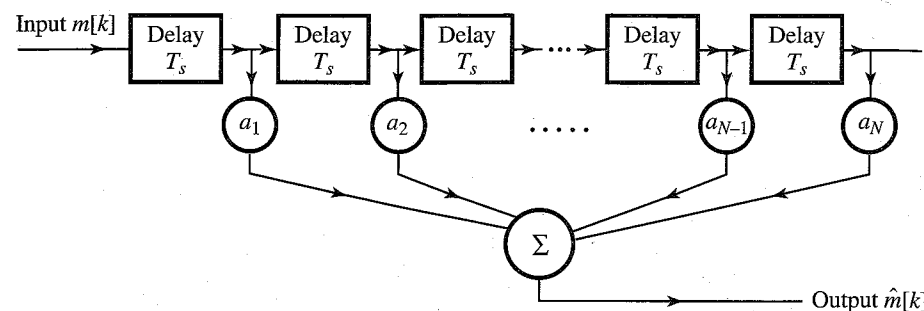 Input m[k]
Delay
T_s
Delay
T_s
Delay
T_s
...
Delay
T_s
Delay
T_s
a_1
a_2
.....
a_{N-1}
a_N
Σ
Output m̂[k]